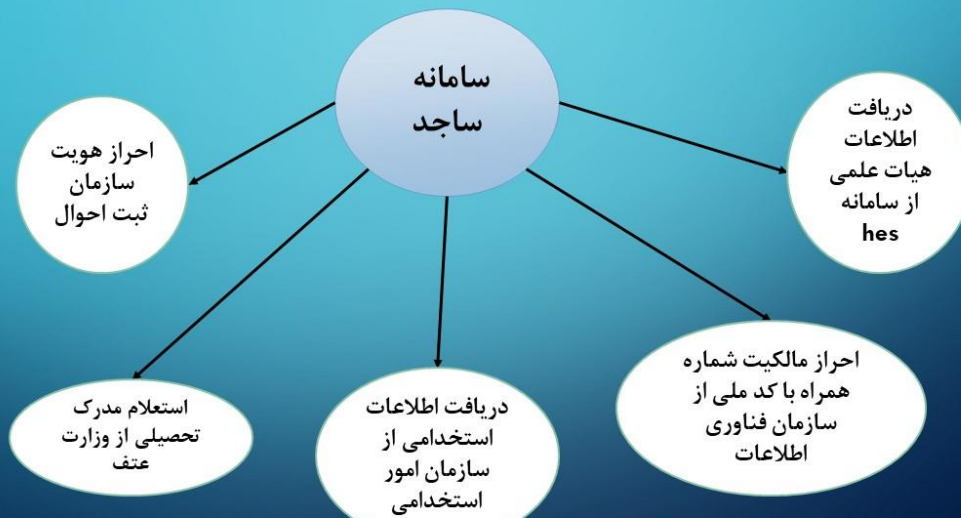 سامانه
ساجد
دریافت
اطلاعات
هیات علمی
از سامانه
hes
احراز هویت
سازمان
ثبت احوال
احراز مالکیت شماره
همراه با کد ملی از
سازمان فناوری
اطلاعات
دریافت اطلاعات
استخدامی از
سازمان امور
استخدامی
استعلام مدرک
تحصیلی از وزارت
عتف